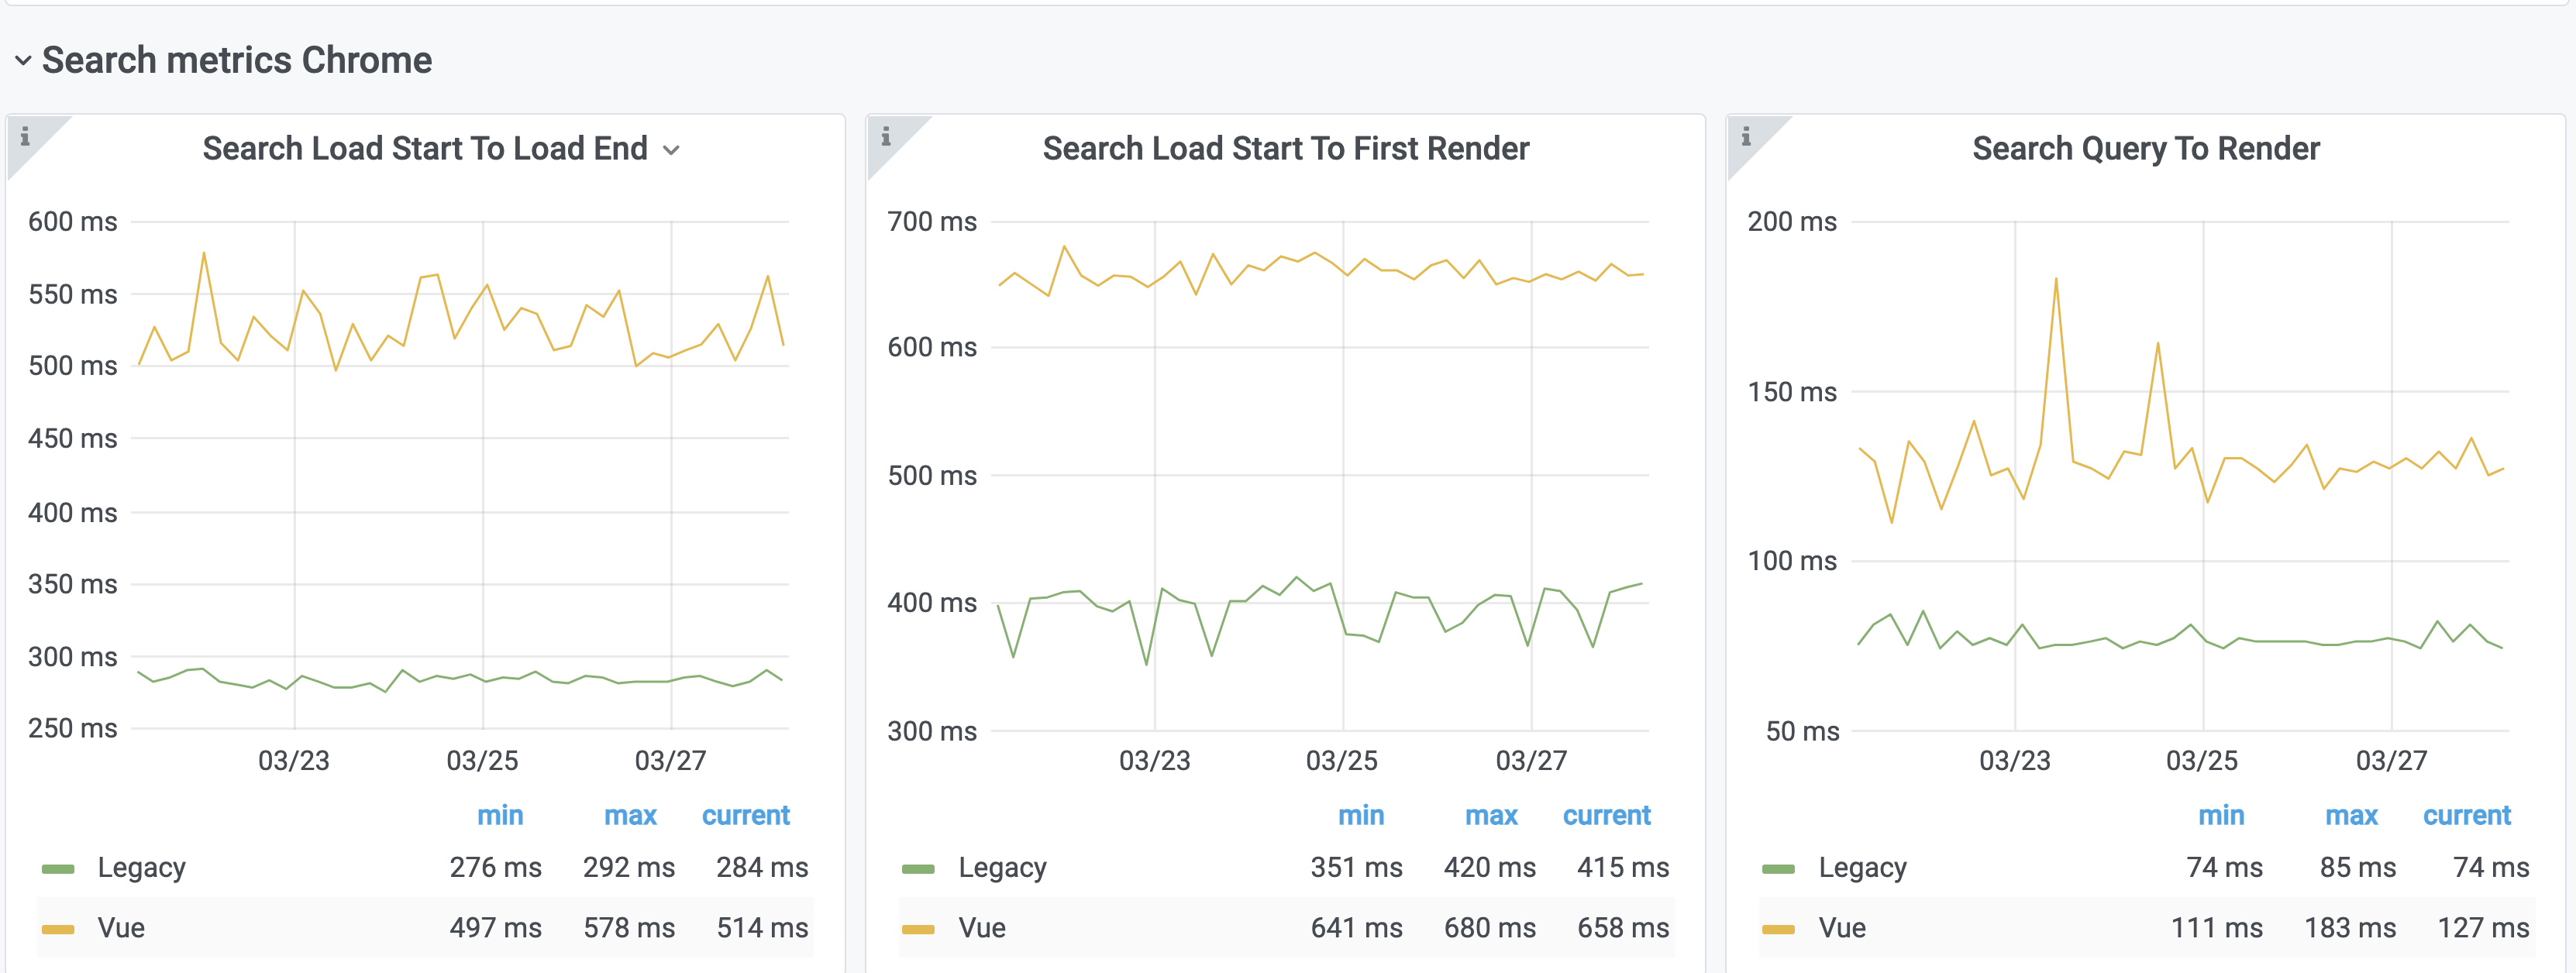 Search metrics Chrome
i
Search Load Start To Load End
600 ms
550 ms
500 ms
450 ms
400 ms
350 ms
300 ms
250 ms
03/23 03/25 03/27
min max current
Legacy 276 ms 292 ms 284 ms
Vue 497 ms 578 ms 514 ms
i
Search Load Start To First Render
700 ms
600 ms
500 ms
400 ms
300 ms
03/23 03/25 03/27
min max current
Legacy 351 ms 420 ms 415 ms
Vue 641 ms 680 ms 658 ms
i
Search Query To Render
200 ms
150 ms
100 ms
50 ms
03/23 03/25 03/27
min max current
Legacy 74 ms 85 ms 74 ms
Vue 111 ms 183 ms 127 ms